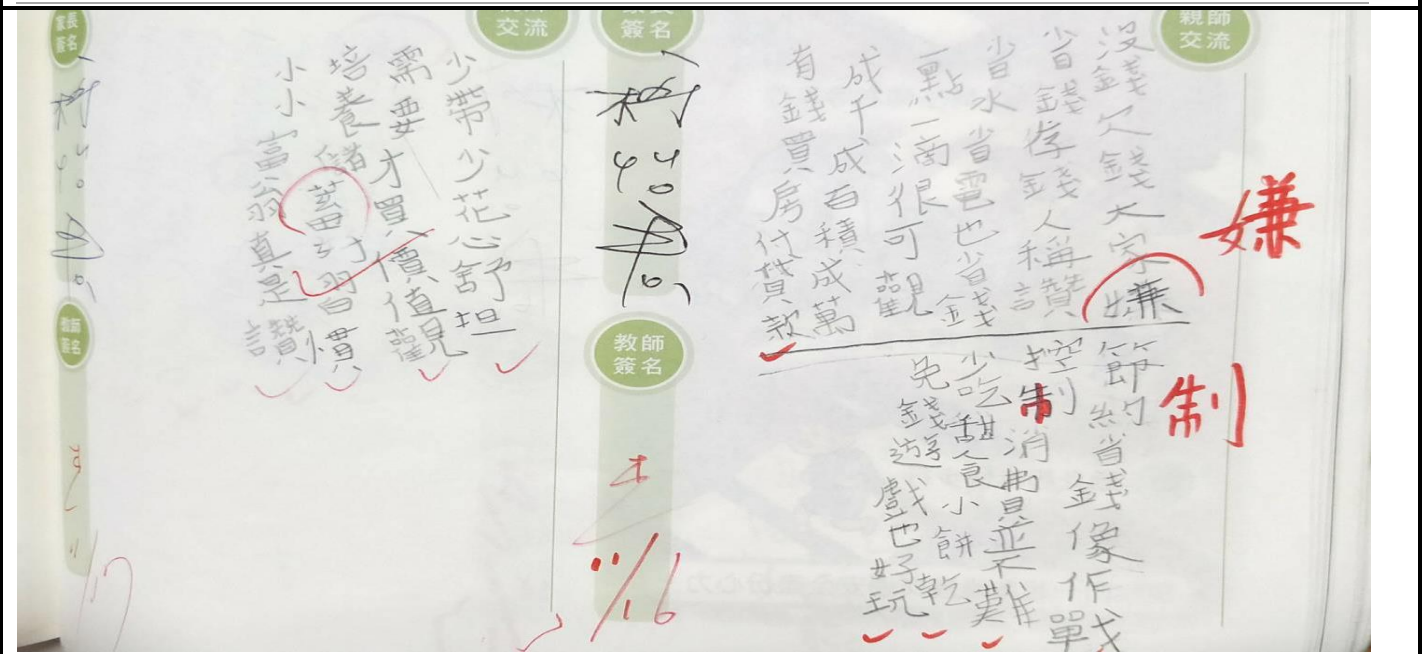 親師
交流
沒錢欠錢大家嫌
嫌
省錢存錢人稱讚
省水省電也省錢
一點一滴很可觀
成千成百積成萬
有錢買房付貸款
節約省錢像作戰
制
控制消費並不難
少吃甜食小餅乾
免錢遊戲也好玩
簽名
教師
簽名
11/16
交流
少帶少花心舒坦
需要才買價值觀
培養儲蓄好習慣
小小富翁真是讚
家長
簽名
教師
簽名